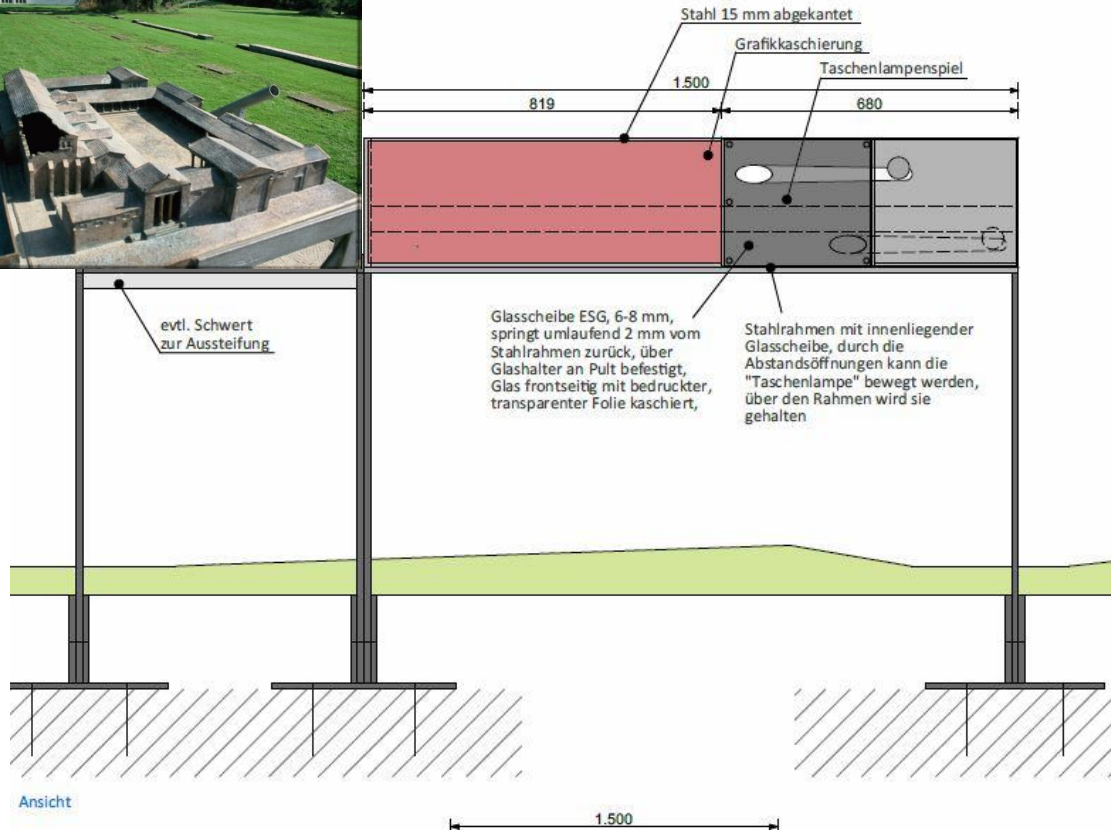 Stahl 15 mm abgekantet
Grafikkaschierung
Taschenlampenspiel
1.500
819
680
evtl. Schwert
zur Aussteifung
Glasscheibe ESG, 6-8 mm,
springt umlaufend 2 mm vom
Stahlrahmen zurück, über
Glashalter an Pult befestigt,
Glas frontseitig mit bedruckter,
transparenter Folie kaschiert,
Stahlrahmen mit innenliegender
Glasscheibe, durch die
Abstandsöffnungen kann die
"Taschenlampe" bewegt werden,
über den Rahmen wird sie
gehalten
Ansicht
1.500